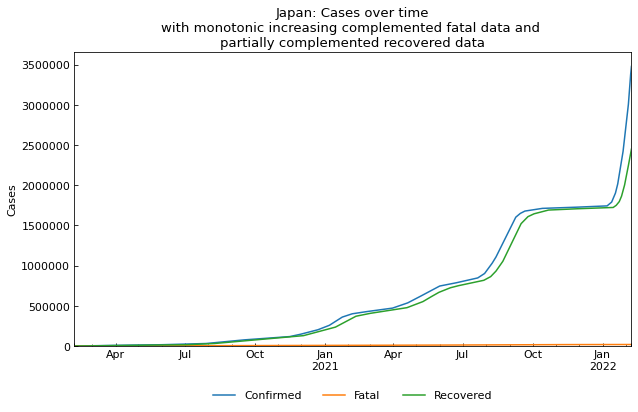 Japan: Cases over time
with monotonic increasing complemented fatal data and
partially complemented recovered data
3500000
3000000
2500000
2000000
1500000
1000000
500000
0
Cases
Apr Jul Oct Jan Apr Jul Oct Jan
2021 2022
Confirmed Fatal Recovered